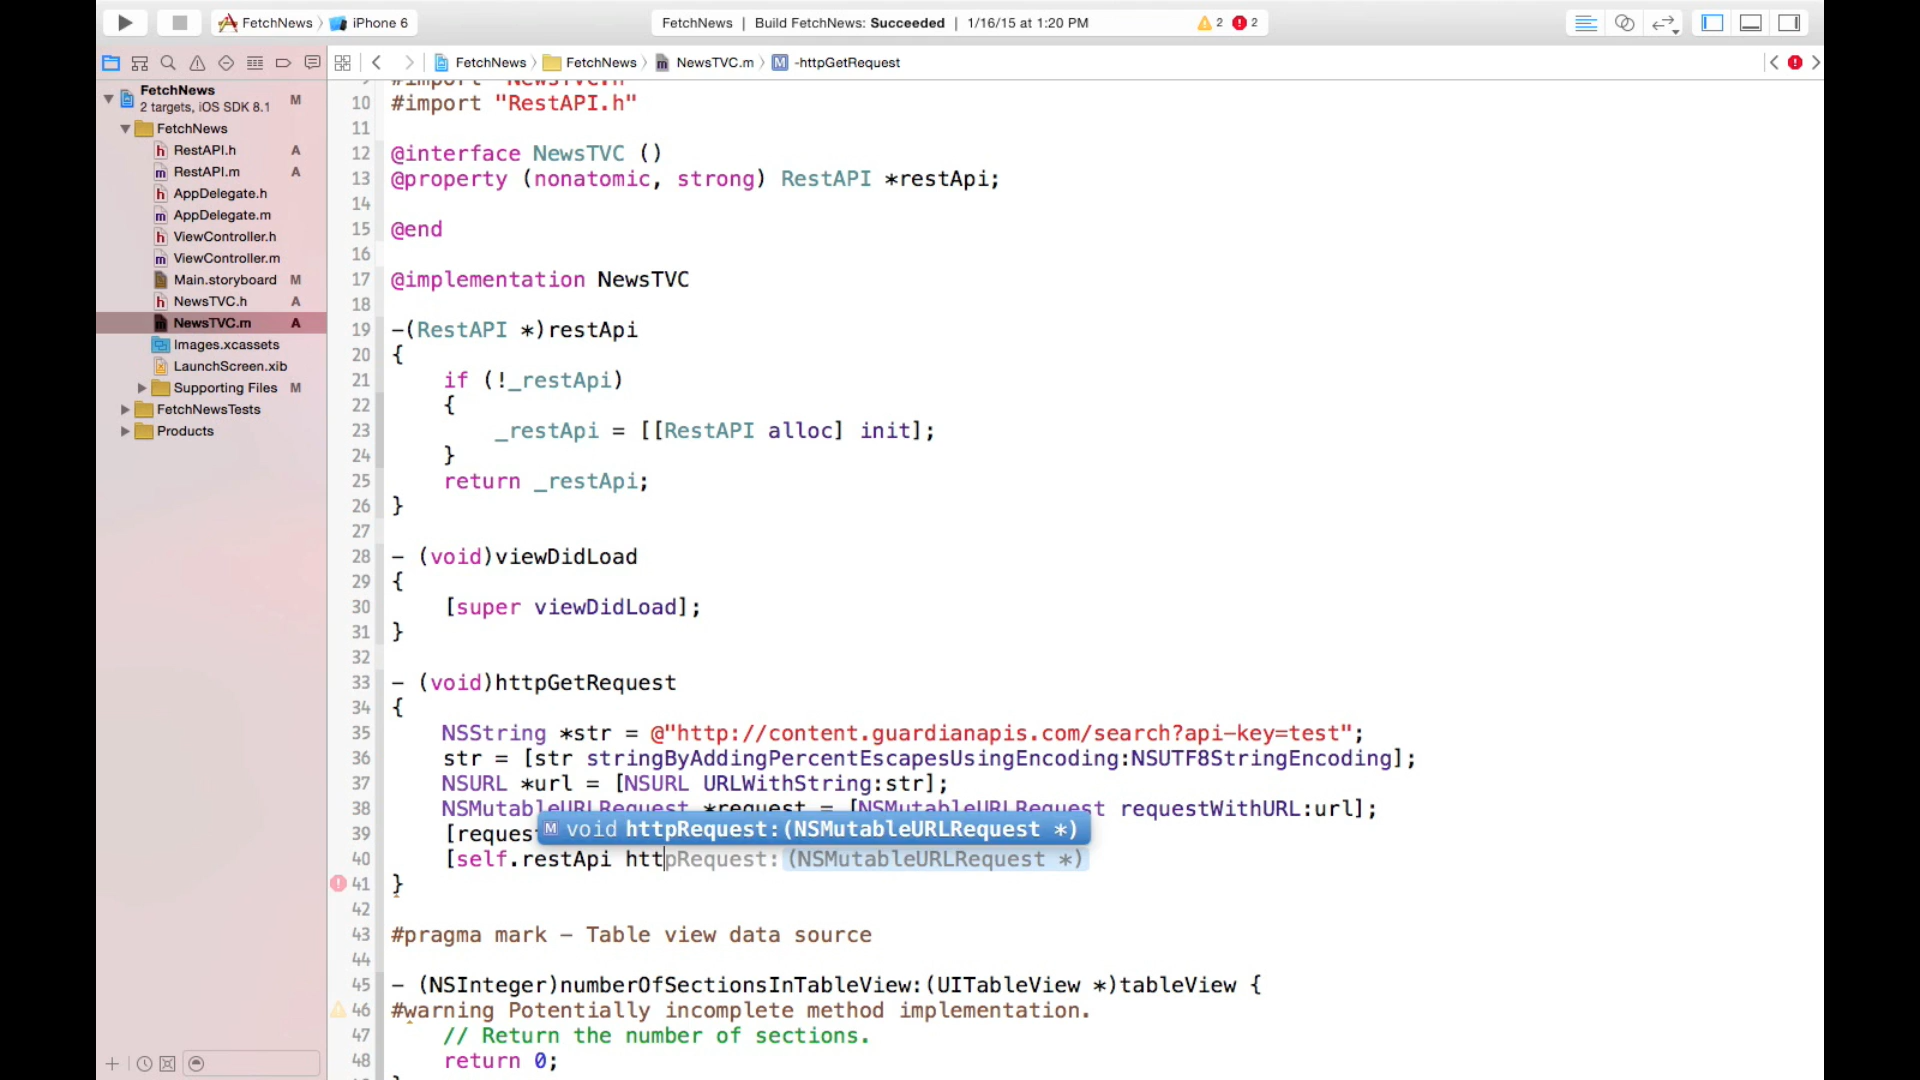 FetchNews 〉 iPhone 6
FetchNews | Build FetchNews: Succeeded | 1/16/15 at 1:20 PM 2 2
FetchNews 〉 FetchNews 〉 NewsTVC.m 〉 M -httpGetRequest
FetchNews M
2 targets, iOS SDK 8.1
FetchNews
h RestAPI.h A
m RestAPI.m A
h AppDelegate.h
m AppDelegate.m
h ViewController.h
m ViewController.m
Main.storyboard M
h NewsTVC.h A
m NewsTVC.m A
Images.xcassets
LaunchScreen.xib
Supporting Files M
FetchNewsTests
Products
9 #import "NewsTVC.h"
10 #import "RestAPI.h"
11
12 @interface NewsTVC ()
13 @property (nonatomic, strong) RestAPI *restApi;
14
15 @end
16
17 @implementation NewsTVC
18
19 -(RestAPI *)restApi
20 {
21 if (!_restApi)
22 {
23 _restApi = [[RestAPI alloc] init];
24 }
25 return _restApi;
26 }
27
28 - (void)viewDidLoad
29 {
30 [super viewDidLoad];
31 }
32
33 - (void)httpGetRequest
34 {
35 NSString *str = @"http://content.guardianapis.com/search?api-key=test";
36 str = [str stringByAddingPercentEscapesUsingEncoding:NSUTF8StringEncoding];
37 NSURL *url = [NSURL URLWithString:str];
38 NSMutableURLRequest *request = [NSMutableURLRequest requestWithURL:url];
M void httpRequest:(NSMutableURLRequest *)
39 [reques
40 [self.restApi httpRequest:(NSMutableURLRequest *)
41 }
42
43 #pragma mark - Table view data source
44
45 - (NSInteger)numberOfSectionsInTableView:(UITableView *)tableView {
46 #warning Potentially incomplete method implementation.
47 // Return the number of sections.
48 return 0;